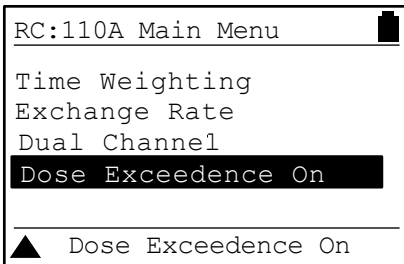 RC:110A Main Menu
Time Weighting
Exchange Rate
Dual Channel
Dose Exceedence On
Dose Exceedence On